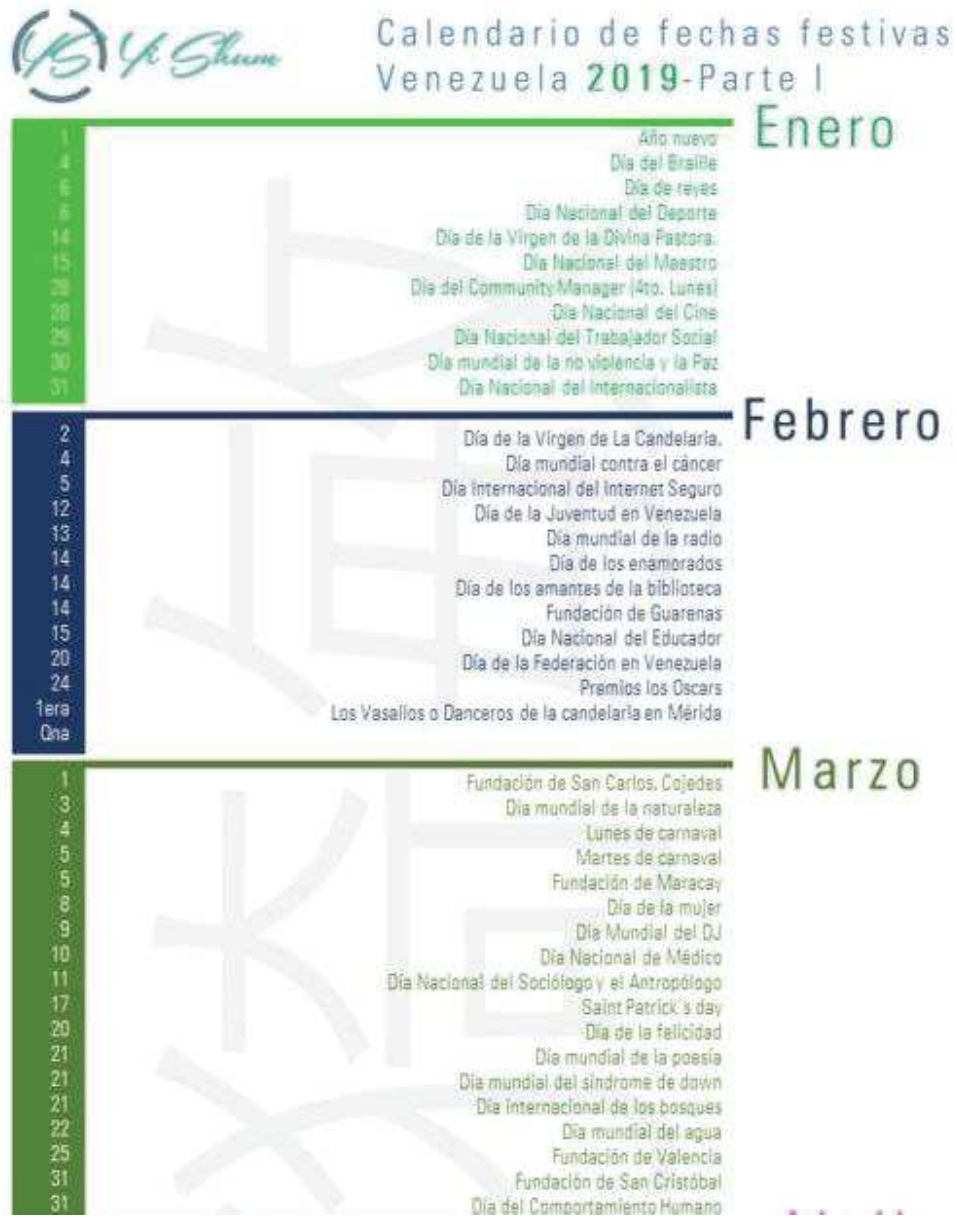 YS Yi Shum
Calendario de fechas festivas
Venezuela 2019-Parte I
Enero
1 Año nuevo
4 Día del Braille
6 Día de reyes
6 Día Nacional del Deporte
14 Día de la Virgen de la Divina Pastora.
15 Día Nacional del Maestro
28 Día del Community Manager (4to. Lunes)
28 Día Nacional del Cine
29 Día Nacional del Trabajador Social
30 Día mundial de la no violencia y la Paz
31 Día Nacional del Internacionalista
Febrero
2 Día de la Virgen de La Candelaria.
4 Día mundial contra el cáncer
5 Día Internacional del Internet Seguro
12 Día de la Juventud en Venezuela
13 Día mundial de la radio
14 Día de los enamorados
14 Día de los amantes de la biblioteca
14 Fundación de Guarenas
15 Día Nacional del Educador
20 Día de la Federación en Venezuela
24 Premios los Oscars
1era Qna Los Vasallos o Danceros de la candelaria en Mérida
Marzo
1 Fundación de San Carlos. Cojedes
3 Día mundial de la naturaleza
4 Lunes de carnaval
5 Martes de carnaval
5 Fundación de Maracay
8 Día de la mujer
9 Día Mundial del DJ
10 Día Nacional de Médico
11 Día Nacional del Sociólogo y el Antropólogo
17 Saint Patrick´s day
20 Día de la felicidad
21 Día mundial de la poesía
21 Día mundial del síndrome de down
21 Día internacional de los bosques
22 Día mundial del agua
25 Fundación de Valencia
31 Fundación de San Cristóbal
31 Día del Comportamiento Humano